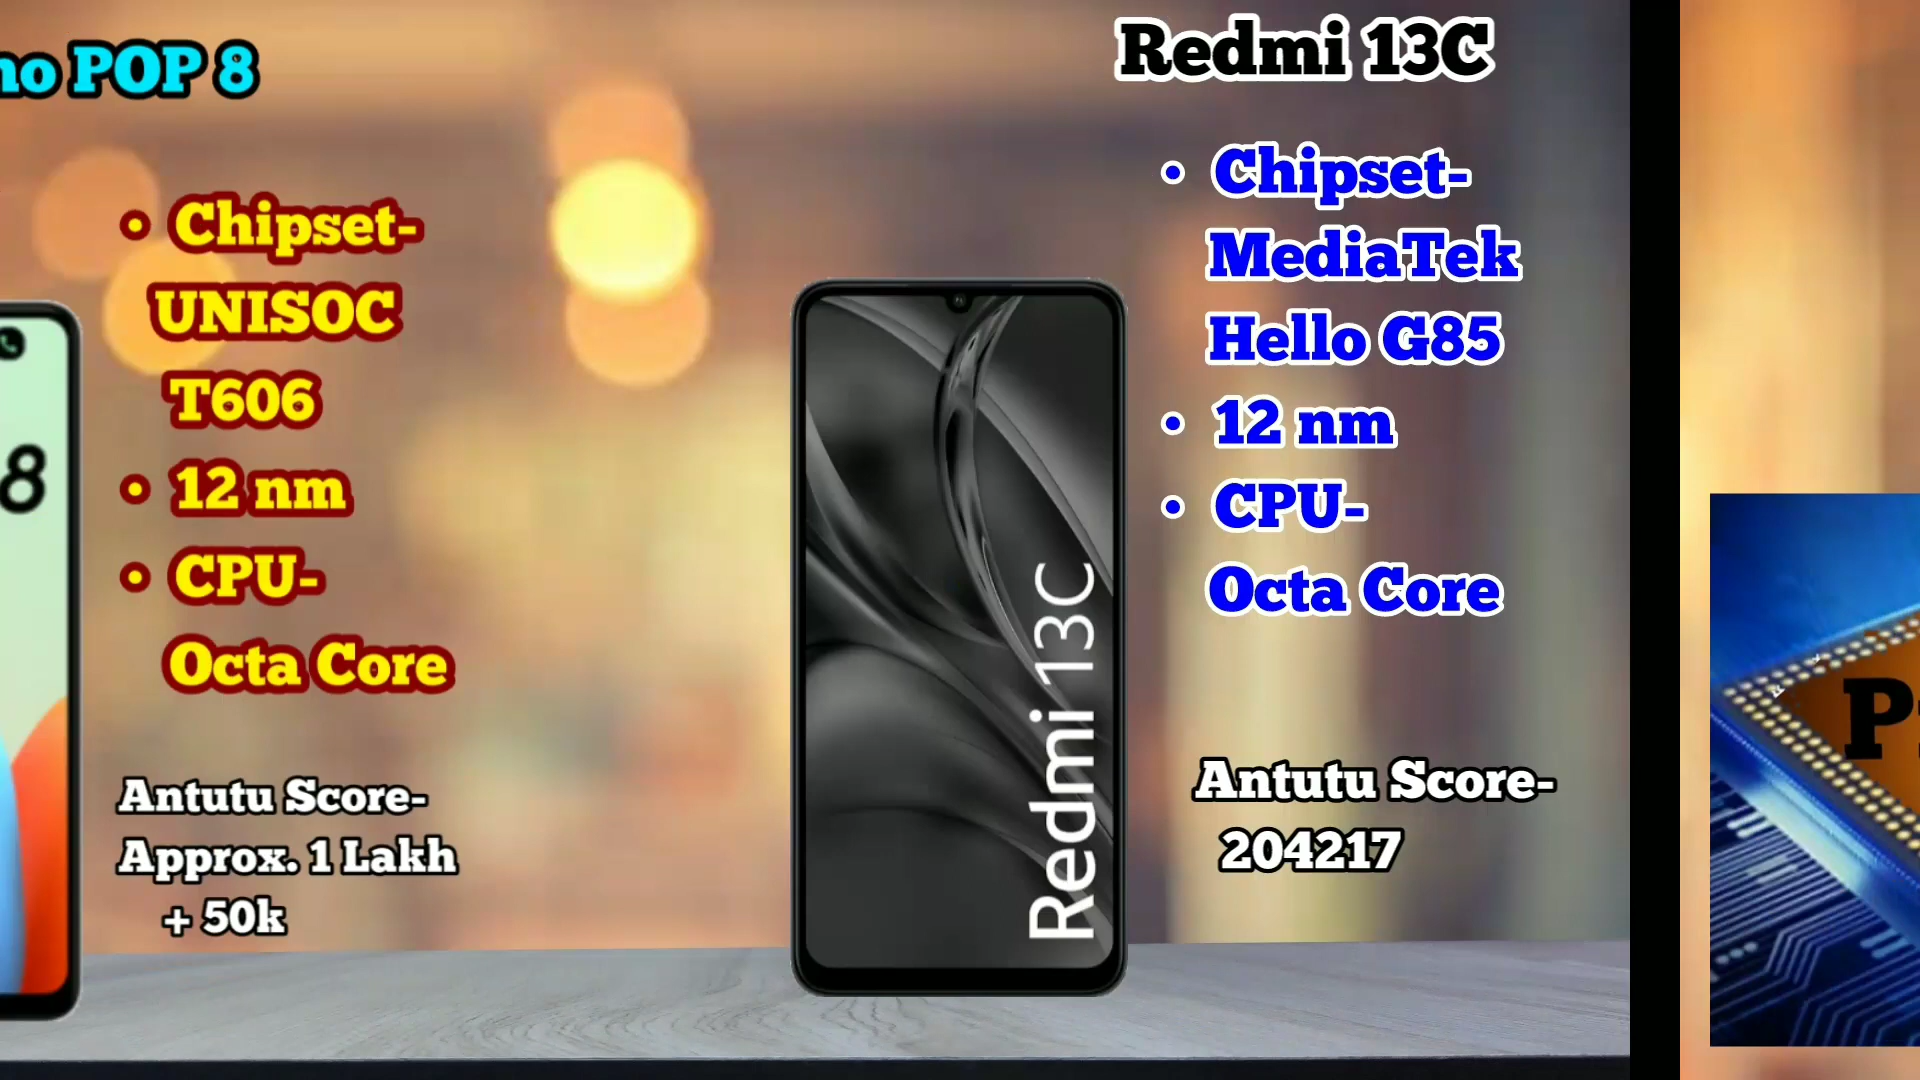 POP 8
• Chipset-
UNISOC
T606
• 12 nm
• CPU-
Octa Core
Antutu Score-
Approx. 1 Lakh
+ 50k
8
Redmi 13C
Redmi 13C
• Chipset-
MediaTek
Hello G85
• 12 nm
• CPU-
Octa Core
Antutu Score-
204217